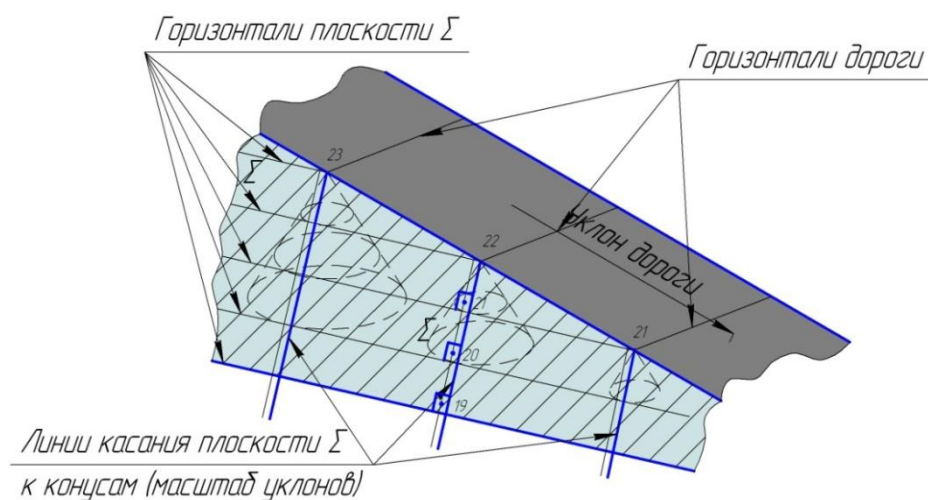 Горизонтали плоскости Σ
Горизонтали дороги
23
Σ
22
Уклон дороги
21
21
Σ
20
19
Линии касания плоскости Σ
к конусам (масштаб уклонов)